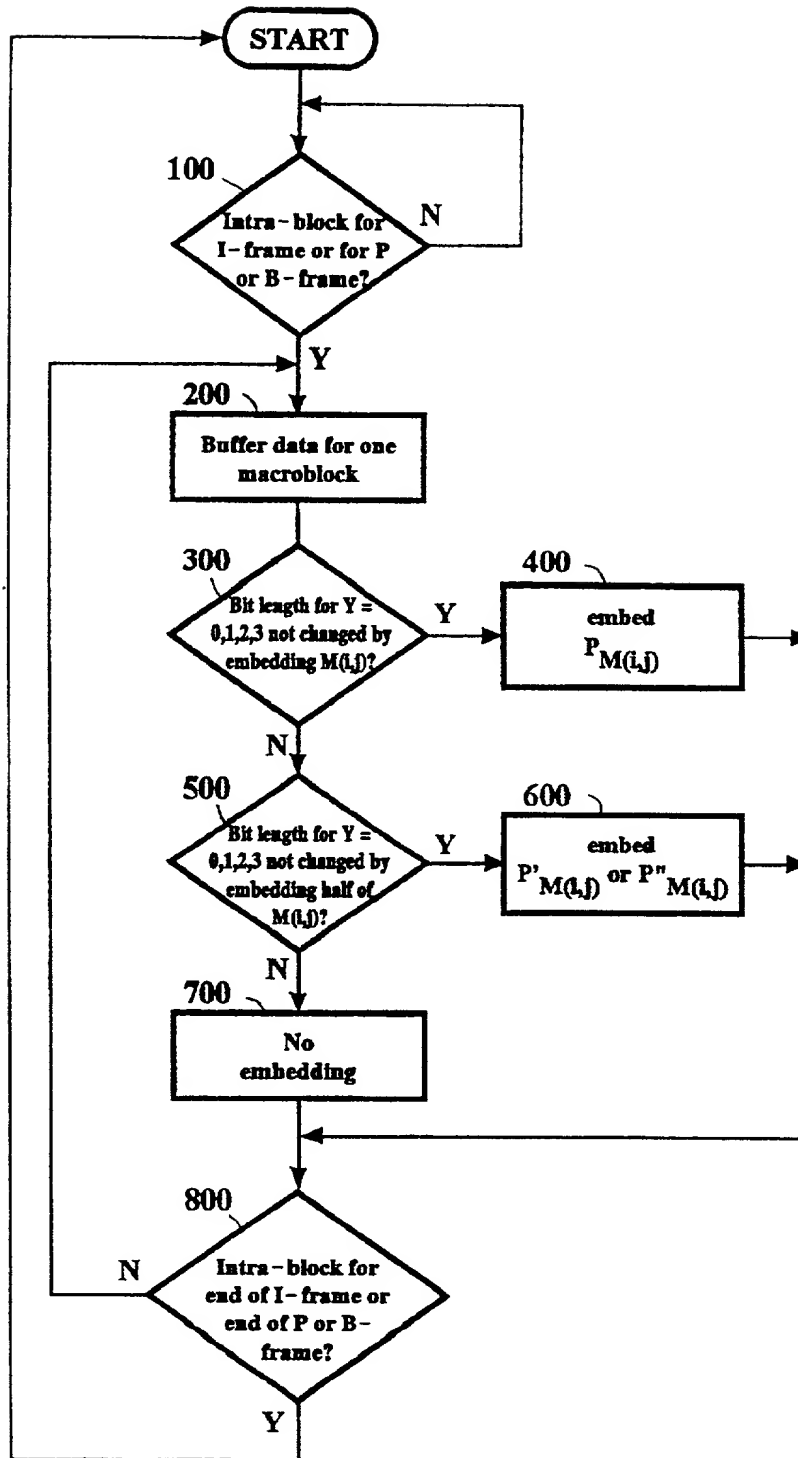 START
100
Intra-block for
I-frame or for P
or B-frame?
N
Y
200
Buffer data for one
macroblock
300
Bit length for Y =
0,1,2,3 not changed by
embedding M(i,j)?
Y
N
400
embed
P M(i,j)
500
Bit length for Y =
0,1,2,3 not changed by
embedding half of
M(i,j)?
Y
N
600
embed
P' M(i,j) or P" M(i,j)
700
No
embedding
800
Intra-block for
end of I-frame or
end of P or B-
frame?
N
Y